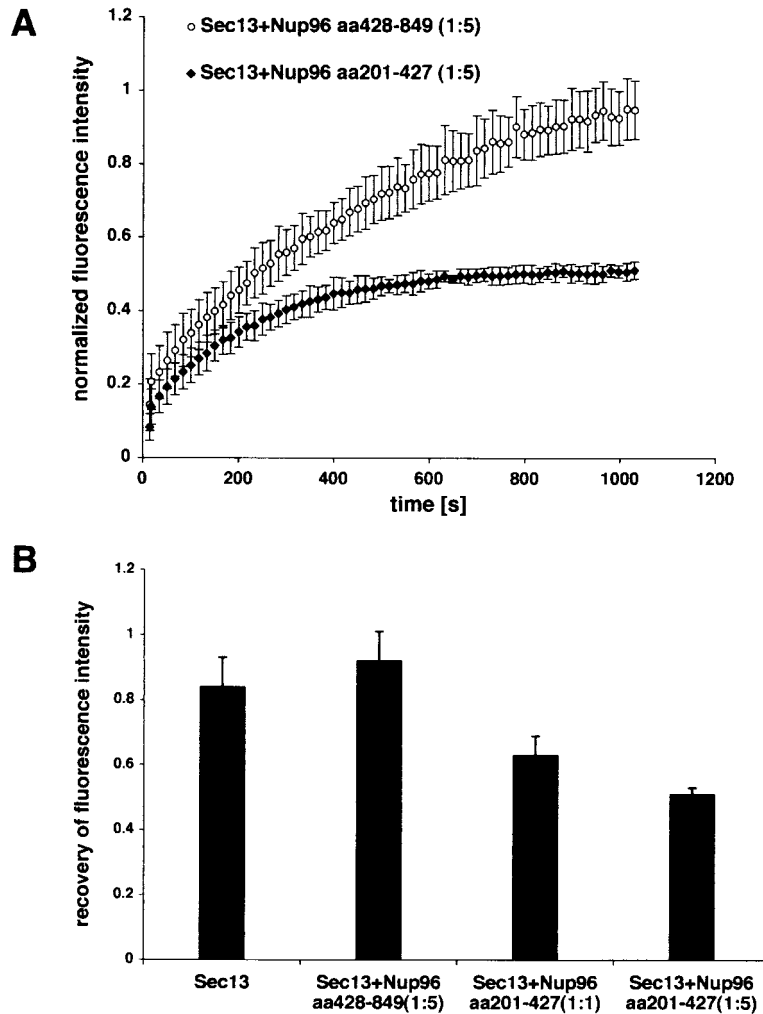 A
1.2
1
0.8
0.6
0.4
0.2
0
normalized fluorescence intensity
Sec13+Nup96 aa428-849 (1:5)
Sec13+Nup96 aa201-427 (1:5)
0 200 400 600 800 1000 1200
time [s]
B
1.2
1
0.8
0.6
0.4
0.2
0
recovery of fluorescence intensity
Sec13
Sec13+Nup96
aa428-849(1:5)
Sec13+Nup96
aa201-427(1:1)
Sec13+Nup96
aa201-427(1:5)